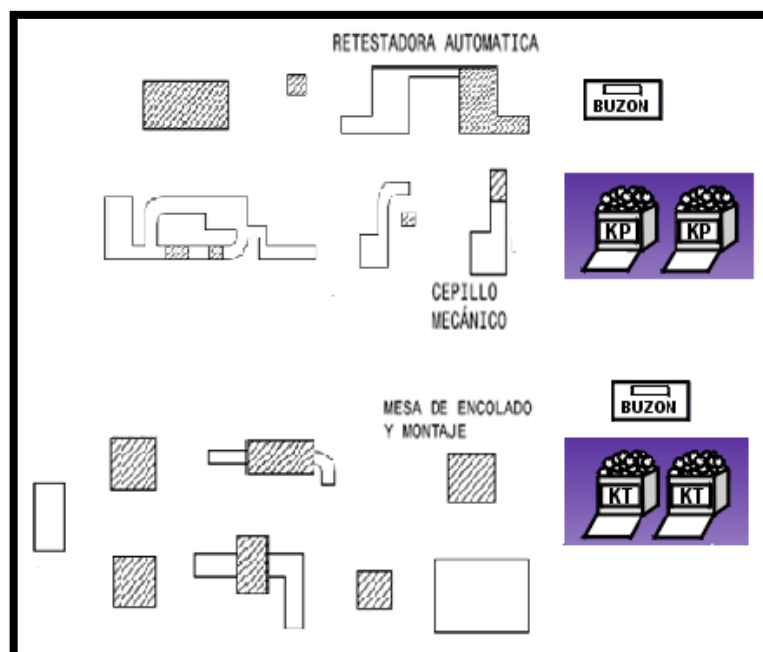 RETESTADORA AUTOMATICA
BUZON
KP KP
CEPILLO
MECÁNICO
BUZON
MESA DE ENCOLADO
Y MONTAJE
KT KT